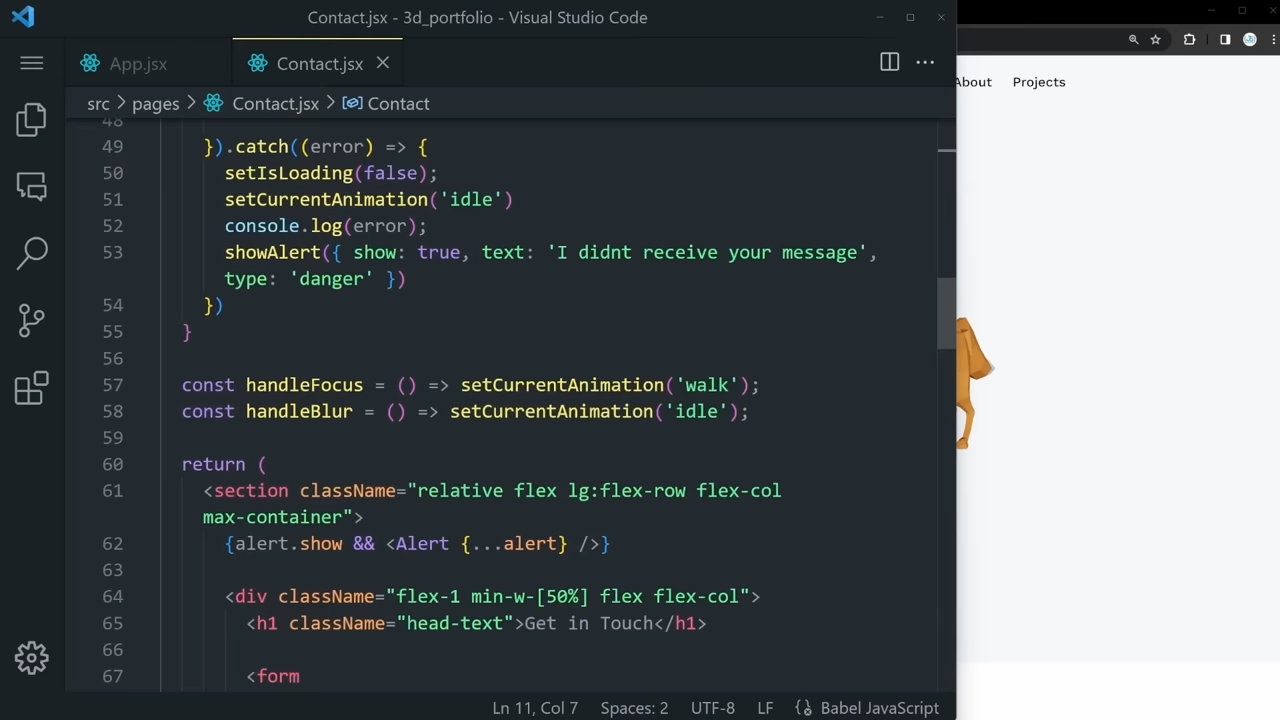 Contact.jsx - 3d_portfolio - Visual Studio Code
App.jsx
Contact.jsx
src > pages > Contact.jsx > Contact
About Projects
48
49 }).catch((error) => {
50 setIsLoading(false);
51 setCurrentAnimation('idle')
52 console.log(error);
53 showAlert({ show: true, text: 'I didnt receive your message',
type: 'danger' })
54 })
55 }
56
57 const handleFocus = () => setCurrentAnimation('walk');
58 const handleBlur = () => setCurrentAnimation('idle');
59
60 return (
61 <section className="relative flex lg:flex-row flex-col
max-container">
62 {alert.show && <Alert {...alert} />}
63
64 <div className="flex-1 min-w-[50%] flex flex-col">
65 <h1 className="head-text">Get in Touch</h1>
66
67 <form
Ln 11, Col 7 Spaces: 2 UTF-8 LF {} Babel JavaScript